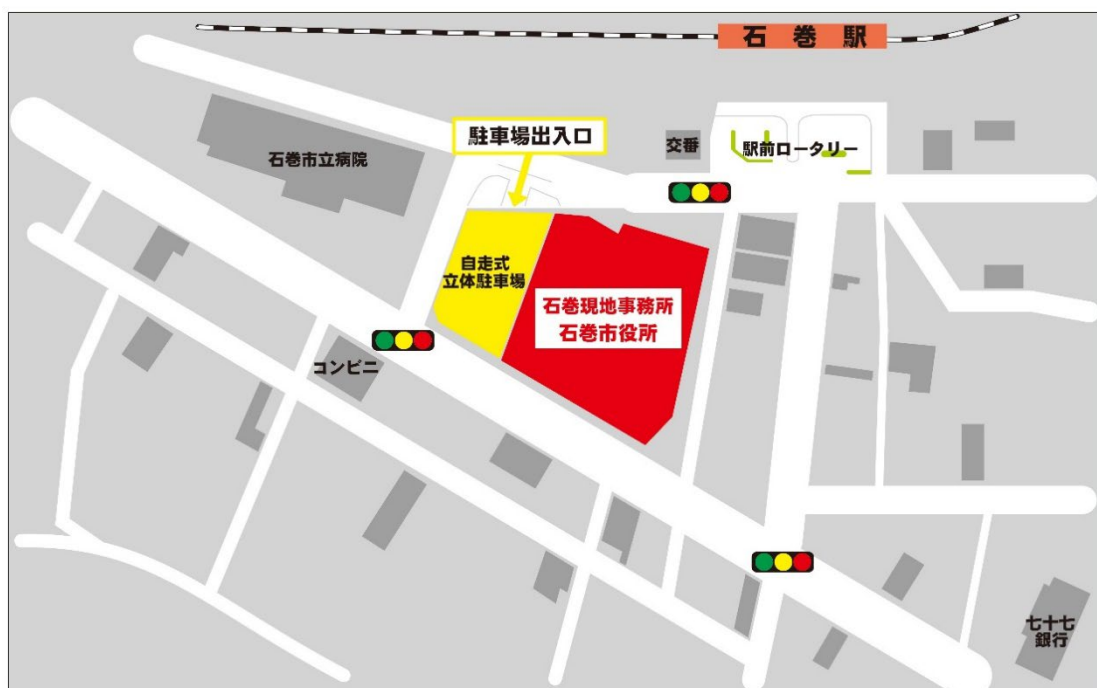 石巻駅
駐車場出入口
交番
駅前ロータリー
石巻市立病院
自走式
立体駐車場
石巻現地事務所
石巻市役所
コンビニ
七十七
銀行